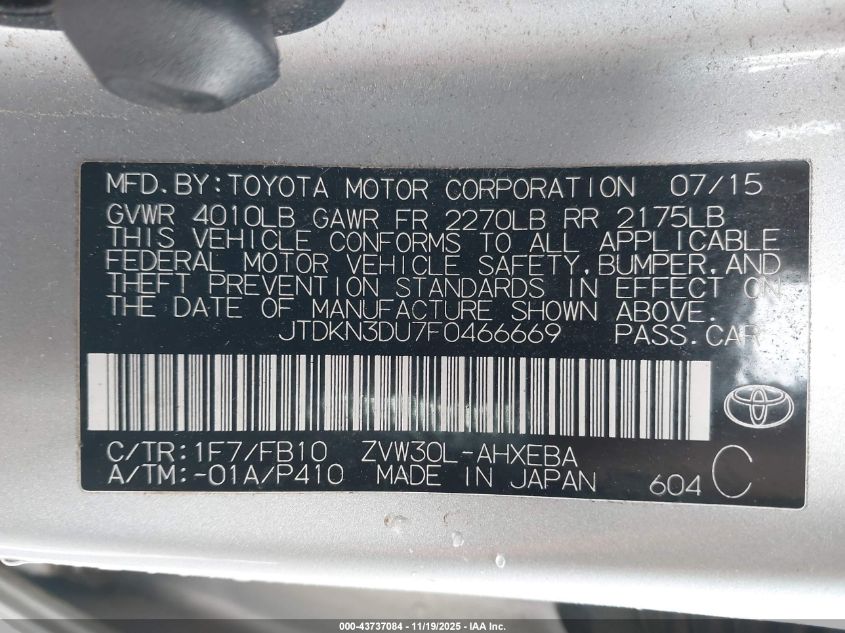 MFD.BY:TOYOTA MOTOR CORPORATION 07/15
GVWR 4010LB GAWR FR 2270LB RR 2175LB
THIS VEHICLE CONFORMS TO ALL APPLICABLE
FEDERAL MOTOR VEHICLE SAFETY,BUMPER,AND
THEFT PREVENTION STANDARDS IN EFFECT ON
THE DATE OF MANUFACTURE SHOWN ABOVE.
JTDKN3DU7F0466669 PASS.CAR
C/TR:1F7/FB10 ZVW30L-AHXEBA
A/TM:-01A/P410 MADE IN JAPAN 604 C
000-43737084 - 11/19/2025 - IAA Inc.